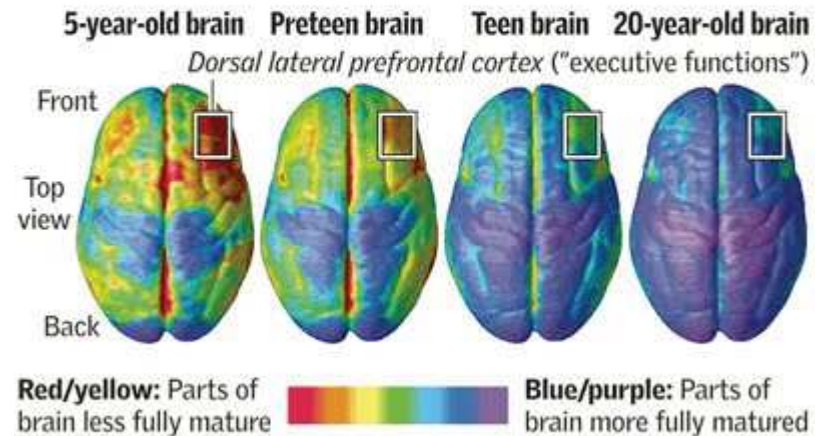 5-year-old brain Preteen brain Teen brain 20-year-old brain
Dorsal lateral prefrontal cortex ("executive functions")
Front
Top
view
Back
Red/yellow: Parts of
brain less fully mature
Blue/purple: Parts of
brain more fully matured